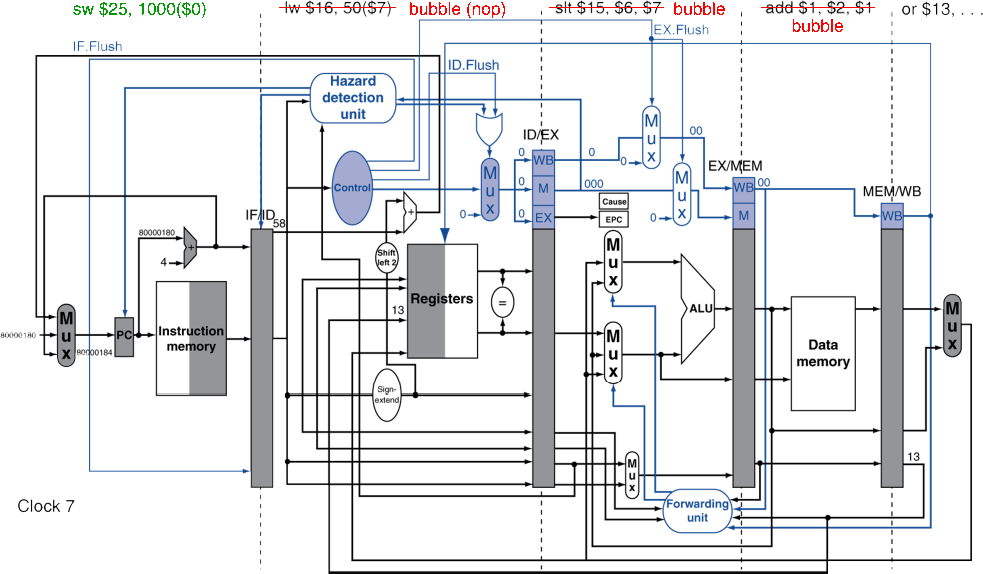 sw $25, 1000($0)
lw $16, 50($7)
bubble (nop)
slt $15, $6, $7
bubble
add $1, $2, $1
bubble
or $13, . . .
IF.Flush
EX.Flush
ID.Flush
Hazard
detection
unit
Mux
00
ID/EX
0
WB
0
0
EX/MEM
Control
Mux
0
M
000
Mux
WB
00
MEM/WB
0
0
EX
Cause
EPC
0
M
WB
IF/ID
58
+
80000180
+
4
Shift
left 2
Mux
Registers
=
ALU
13
Mux
PC
Instruction
memory
Mux
80000180
80000184
Mux
Data
memory
Sign-
extend
Mux
13
Forwarding
unit
Clock 7